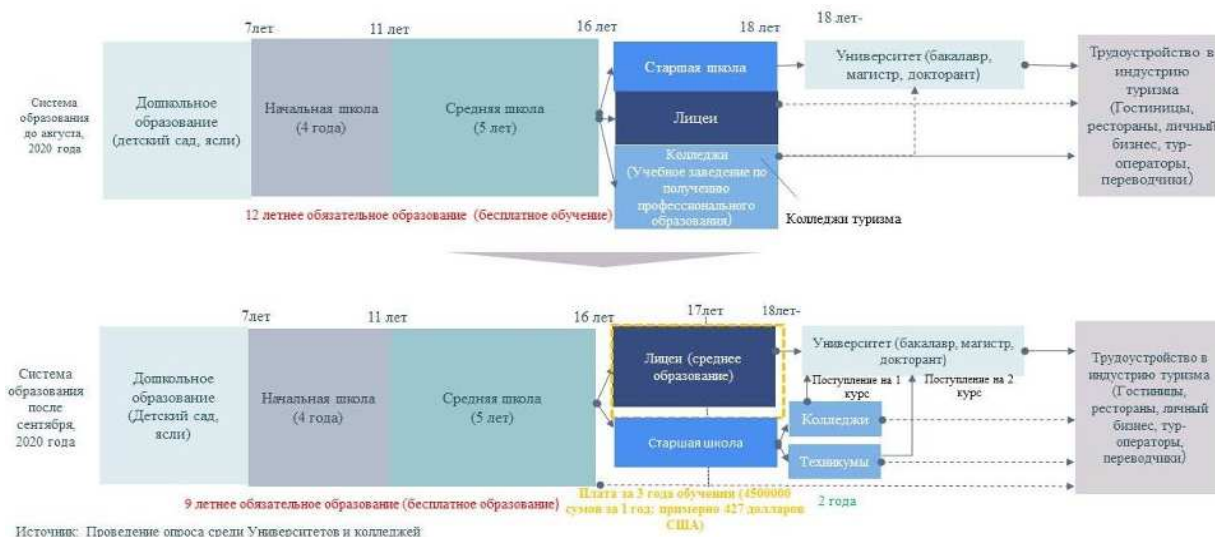 7лет
11 лет
16 лет
18 лет
18 лет-
Система
образования
до августа,
2020 года
Дошкольное
образование
(детский сад, ясли)
Начальная школа
(4 года)
Средняя школа
(5 лет)
Старшая школа
Лицеи
Колледжи
(Учебное заведение по
получению
профессионального
образования)
Университет (бакалавр,
магистр, докторант)
Трудоустройство в
индустрию
туризма
(Гостиницы,
рестораны, личный
бизнес, тур-
операторы,
переводчики)
12 летнее обязательное образование (бесплатное обучение)
Колледжи туризма
7лет
11 лет
16 лет
17лет
18лет-
Система
образования
после
сентября,
2020 года
Дошкольное
образование
(Детский сад,
ясли)
Начальная школа
(4 года)
Средняя школа
(5 лет)
Лицеи (среднее
образование)
Старшая школа
Университет (бакалавр, магистр,
докторант)
Поступление на 1
курс
Поступление на 2
курс
Колледжи
Техникумы
Трудоустройство в
индустрию туризма
(Гостиницы,
рестораны, личный
бизнес, тур-
операторы,
переводчики)
9 летнее обязательное образование (бесплатное образование)
Плата за 3 года обучения (4500000
сумов за 1 год; примерно 427 долларов
США)
2 года
Источник: Проведение опроса среди Университетов и колледжей